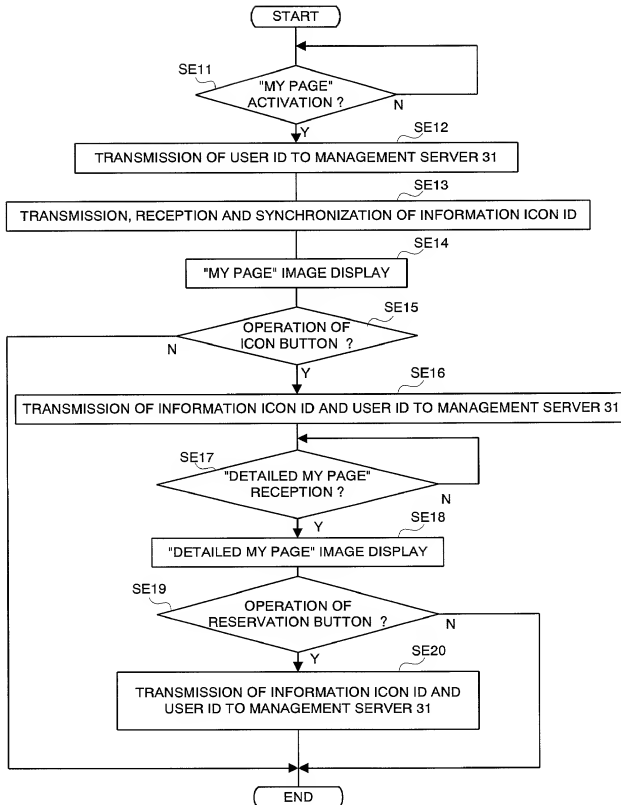 START
SE11
"MY PAGE"
ACTIVATION ?
N
Y
SE12
TRANSMISSION OF USER ID TO MANAGEMENT SERVER 31
SE13
TRANSMISSION, RECEPTION AND SYNCHRONIZATION OF INFORMATION ICON ID
SE14
"MY PAGE" IMAGE DISPLAY
SE15
OPERATION OF
ICON BUTTON ?
N
Y
SE16
TRANSMISSION OF INFORMATION ICON ID AND USER ID TO MANAGEMENT SERVER 31
SE17
"DETAILED MY PAGE"
RECEPTION ?
N
Y
SE18
"DETAILED MY PAGE" IMAGE DISPLAY
SE19
OPERATION OF
RESERVATION BUTTON ?
N
Y
SE20
TRANSMISSION OF INFORMATION ICON ID AND
USER ID TO MANAGEMENT SERVER 31
END